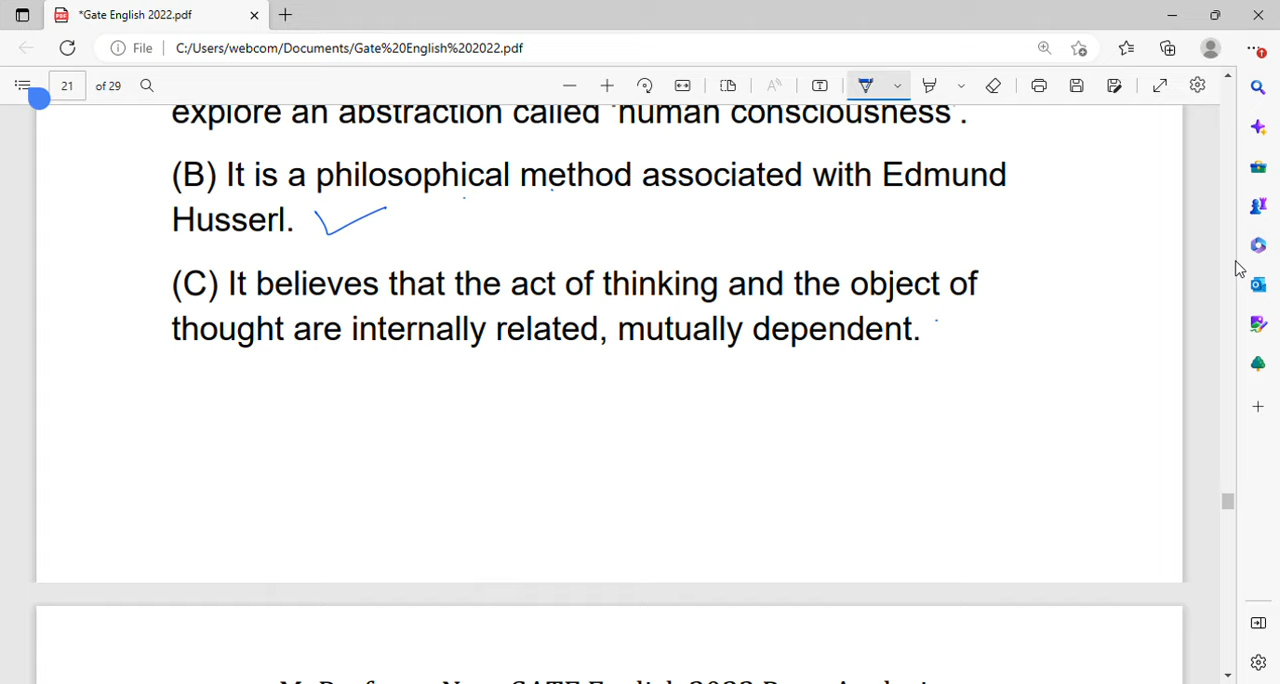 *Gate English 2022.pdf
File
C:/Users/webcom/Documents/Gate%20English%202022.pdf
21 of 29
explore an abstraction called 'human consciousness'.
(B) It is a philosophical method associated with Edmund
Husserl.
(C) It believes that the act of thinking and the object of
thought are internally related, mutually dependent.